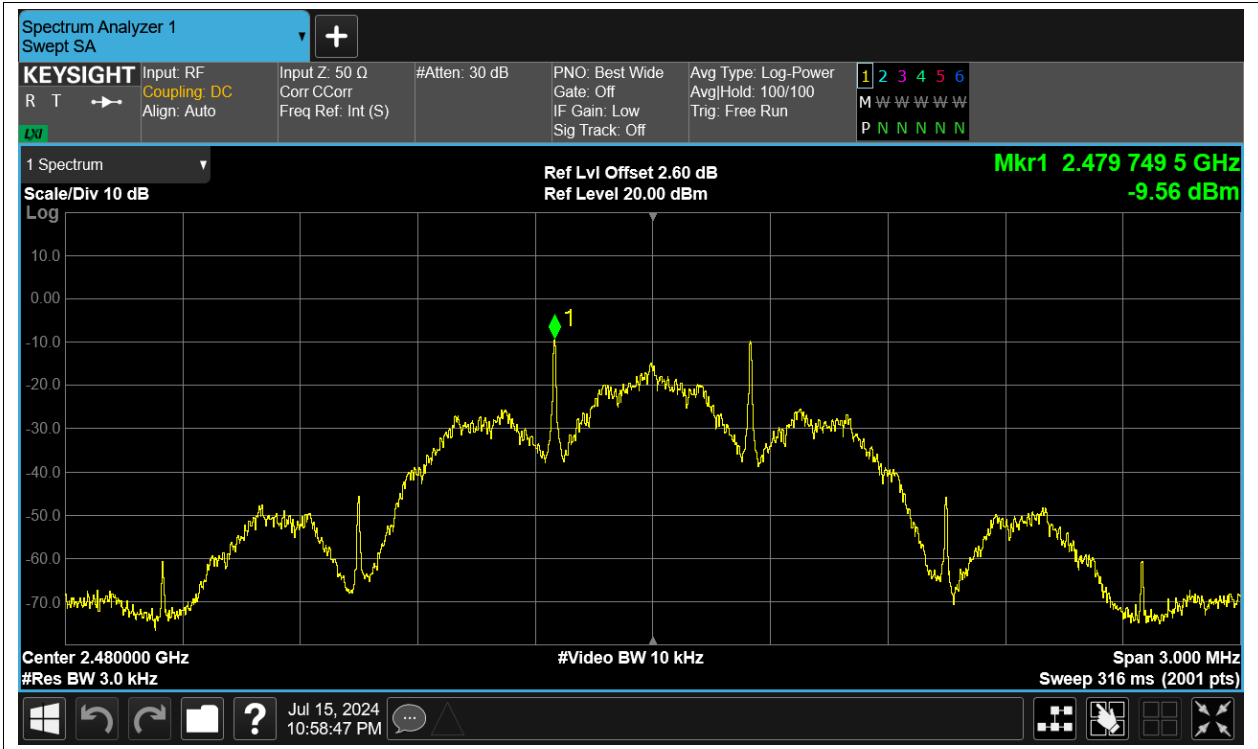 Spectrum Analyzer 1
Swept SA
+
KEYSIGHT
R T
LXI
Input: RF
Coupling: DC
Align: Auto
Input Z: 50 Ω
Corr CCorr
Freq Ref: Int (S)
#Atten: 30 dB
PNO: Best Wide
Gate: Off
IF Gain: Low
Sig Track: Off
Avg Type: Log-Power
Avg|Hold: 100/100
Trig: Free Run
1 2 3 4 5 6
M W W W W W
P N N N N N
1 Spectrum
Scale/Div 10 dB
Log
Ref Lvl Offset 2.60 dB
Ref Level 20.00 dBm
Mkr1 2.479 749 5 GHz
-9.56 dBm
10.0
0.00
1
-10.0
-20.0
-30.0
-40.0
-50.0
-60.0
-70.0
Center 2.480000 GHz
#Video BW 10 kHz
Span 3.000 MHz
#Res BW 3.0 kHz
Sweep 316 ms (2001 pts)
?
Jul 15, 2024
10:58:47 PM